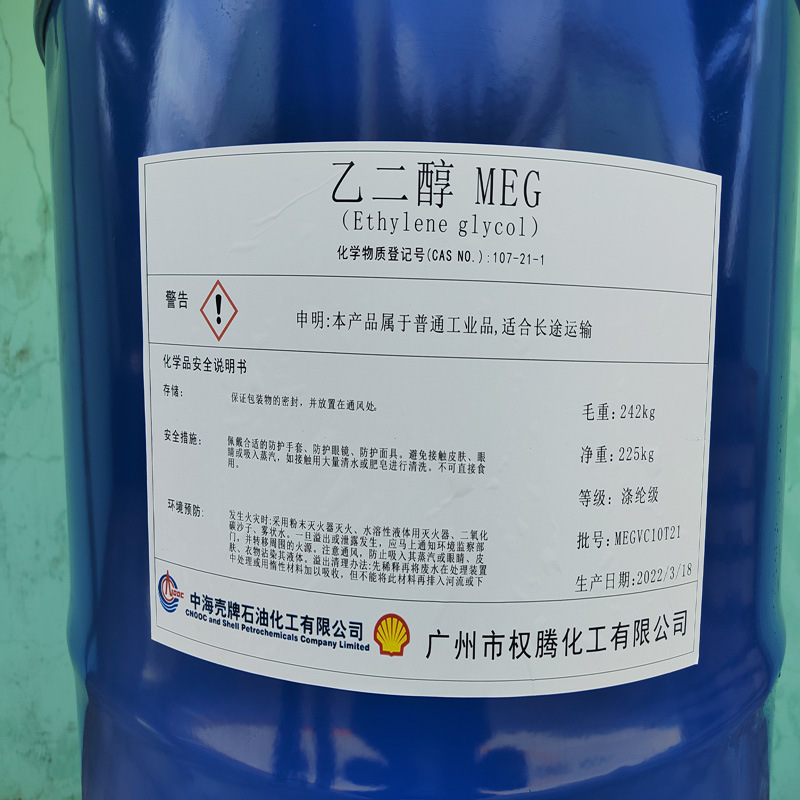 乙二醇 MEG
(Ethylene glycol)
化学物质登记号(CAS NO.):107-21-1
警告
申明:本产品属于普通工业品,适合长途运输
化学品安全说明书
存储:
保证包装物的密封，并放置在通风处。
安全措施:
佩戴合适的防护手套、防护眼镜、防护面具。避免接触皮肤、眼
睛或吸入蒸汽，如接触用大量清水或肥皂进行清洗。不可直接食
用。
环境预防:
发生火灾时:采用粉末灭火器灭火、水溶性液体用灭火器、二氧化
碳沙子、雾状水。一旦溢出或泄露发生，应马上通知环境监察部
门，并转移周围的火源。注意通风，防止吸入其蒸汽或眼睛、皮
肤、衣物沾染其液体。溢出清理办法:先稀释再将废水在处理装置
中处理或用惰性材料加以吸收，但不能将此材料再排入河流或下
毛重:242kg
净重:225kg
等级: 涤纶级
批号:MEGVC10T21
生产日期:2022/3/18
CNOOC
中海壳牌石油化工有限公司
CNOOC and Shell Petrochemicals Company Limited
广州市权腾化工有限公司